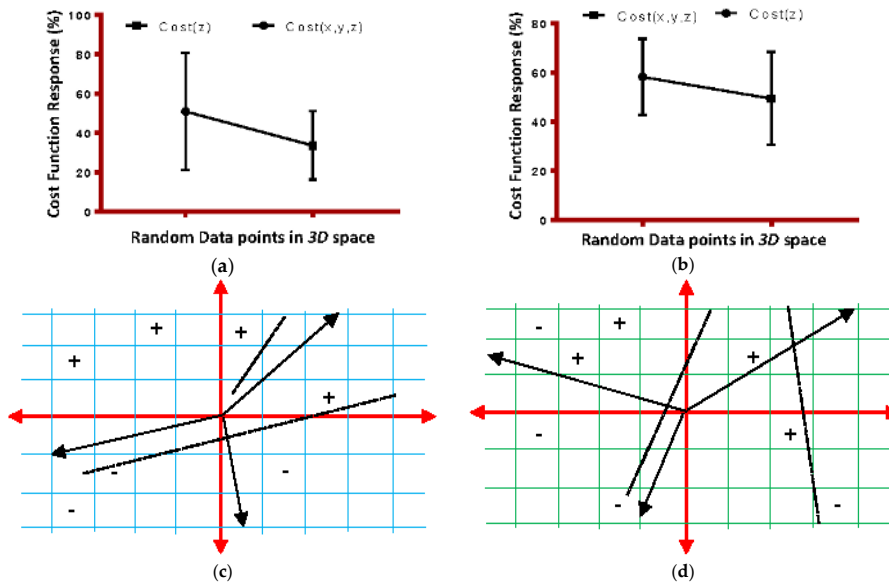 Cost(z) Cost(x,y,z)
Cost Function Response (%)
100
80
60
40
20
0
Random Data points in 3D space
(a)
Cost(x,y,z) Cost(z)
Cost Function Response (%)
80
60
40
20
0
Random Data points in 3D space
(b)
+
+
+
+
-
-
-
(c)
-
+
+
+
-
+
-
-
(d)